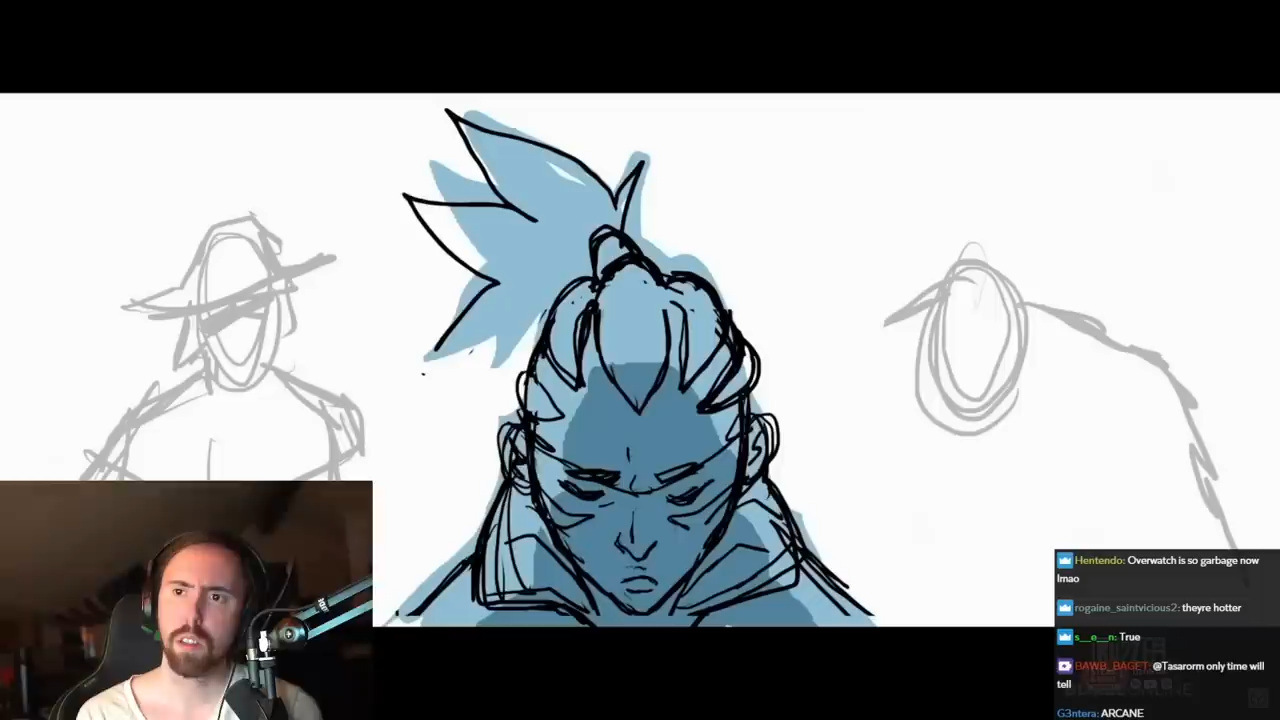 Hentendo: Overwatch is so garbage now
lmao
rogaine_saintvicious2: theyre hotter
s__o__n: True
BAWB_BAGET: @Tasarorm only time will
tell
G3ntera: ARCANE